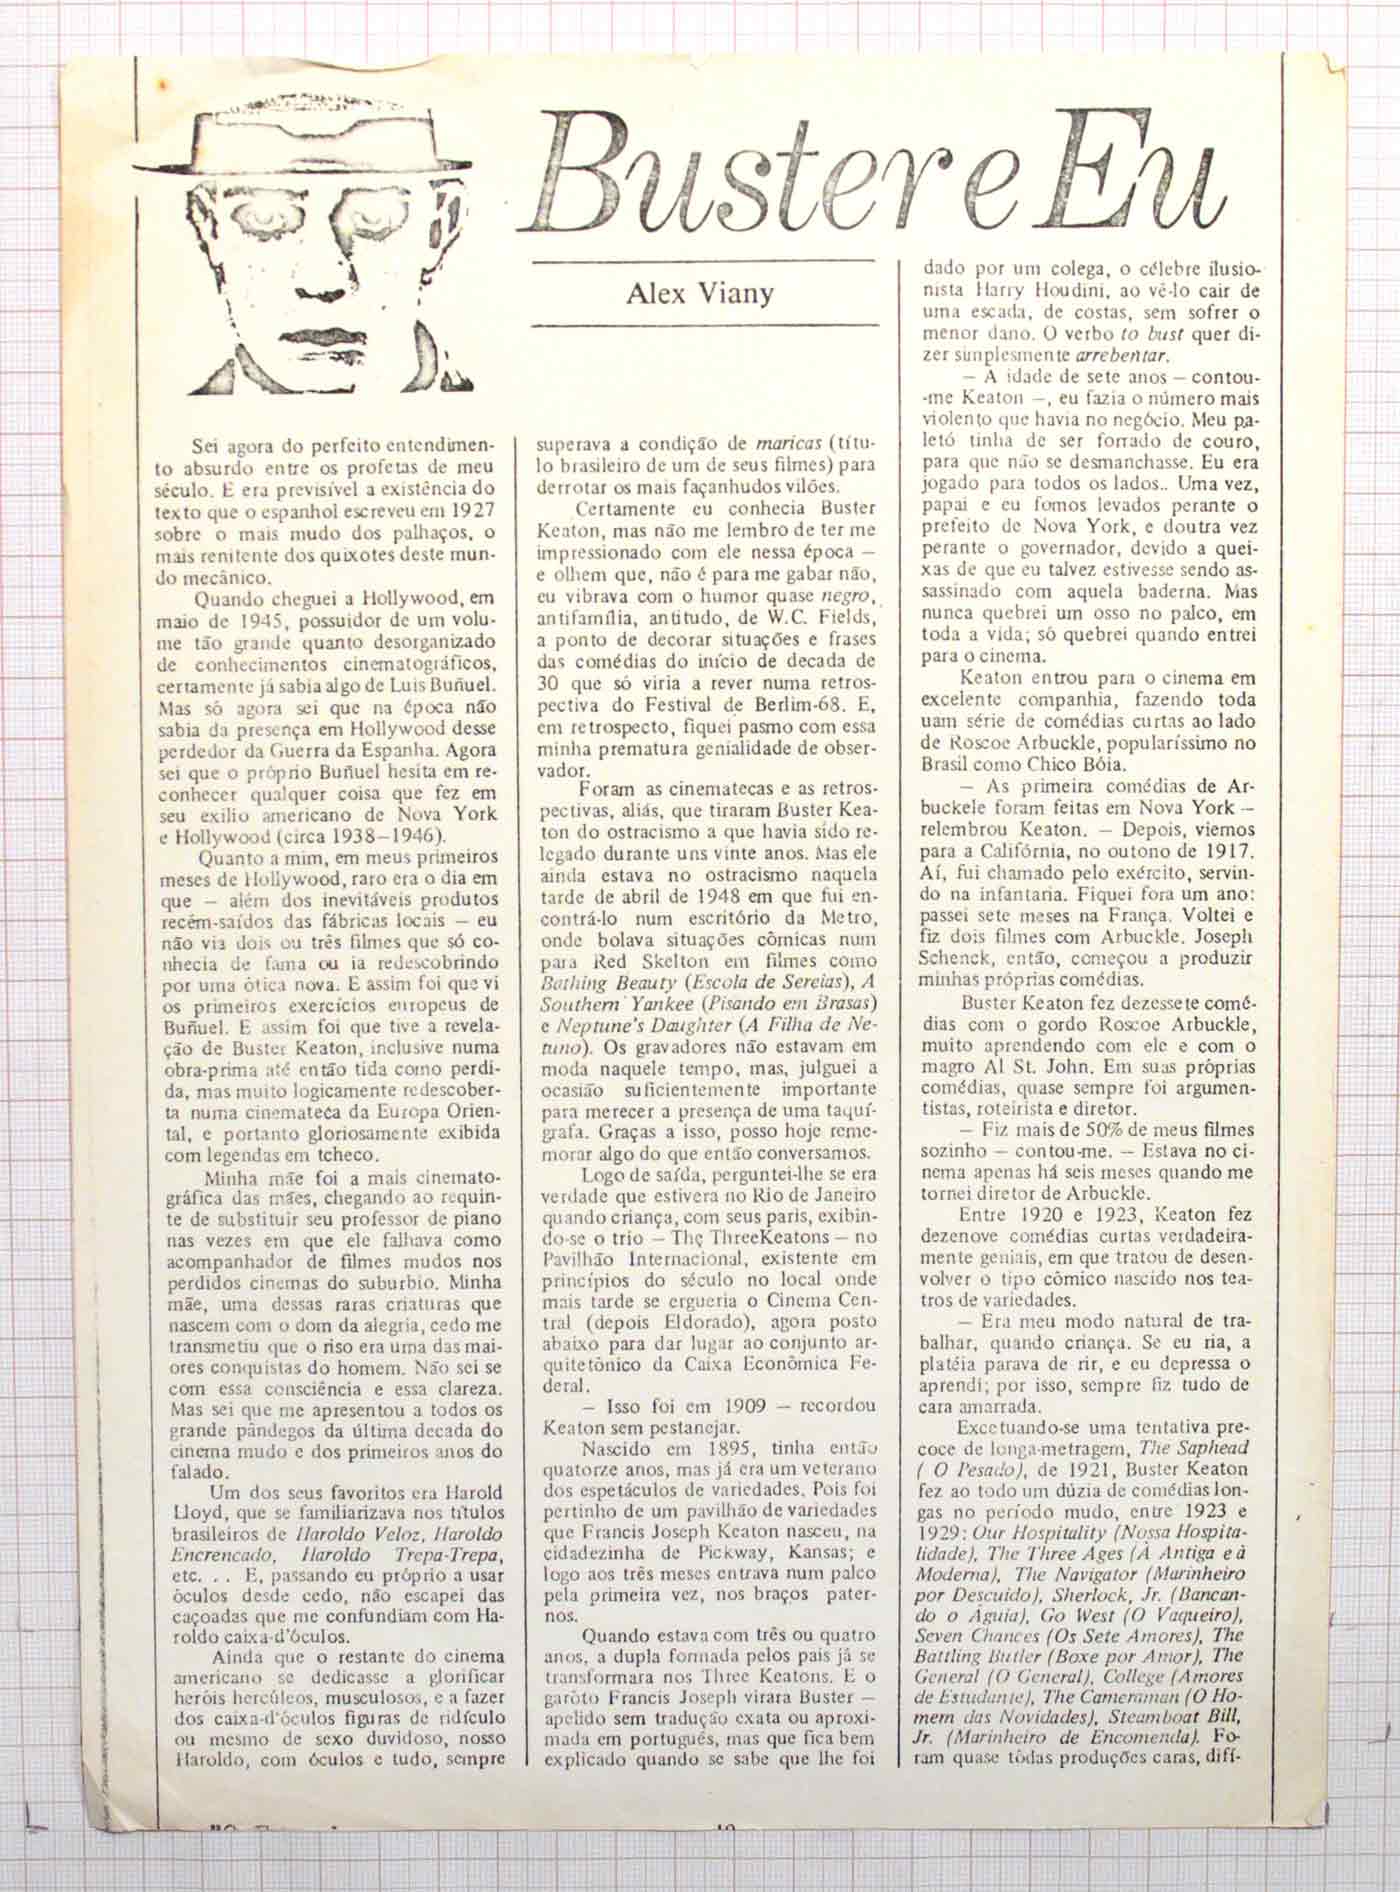 Buster e Eu
Alex Viany
Sei agora do perfeito entendimen-
to absurdo entre os profetas de meu
século. E era previsível a existência do
texto que o espanhol escreveu em 1927
sobre o mais mudo dos palhaços, o
mais renitente dos quixotes deste mun-
do mecânico.
Quando cheguei a Hollywood, em
maio de 1945, possuidor de um volu-
me tão grande quanto desorganizado
de conhecimentos cinematográficos,
certamente já sabia algo de Luis Buñuel.
Mas só agora sei que na época não
sabia da presença em Hollywood desse
perdedor da Guerra da Espanha. Agora
sei que o próprio Buñuel hesita em re-
conhecer qualquer coisa que fez em
seu exílio americano de Nova York
e Hollywood (circa 1938–1946).
Quanto a mim, em meus primeiros
meses de Hollywood, raro era o dia em
que — além dos inevitáveis produtos
recém-saídos das fábricas locais — eu
não via dois ou três filmes que só co-
nhecia de fama ou ia redescobrindo
por uma ótica nova. E assim foi que vi
os primeiros exercícios europeus de
Buñuel. E assim foi que tive a revela-
ção de Buster Keaton, inclusive numa
obra-prima até então tida como perdi-
da, mas muito logicamente redescober-
ta numa cinemateca da Europa Orien-
tal, e portanto gloriosamente exibida
com legendas em tcheco.
Minha mãe foi a mais cinemato-
gráfica das mães, chegando ao requin-
te de substituir seu professor de piano
nas vezes em que ele falhava como
acompanhador de filmes mudos nos
perdidos cinemas do suburbio. Minha
mãe, uma dessas raras criaturas que
nascem com o dom da alegria, cedo me
transmetiu que o riso era uma das mai-
ores conquistas do homem. Não sei se
com essa consciência e essa clareza.
Mas sei que me apresentou a todos os
grande pândegos da última decada do
cinema mudo e dos primeiros anos do
falado.
Um dos seus favoritos era Harold
Lloyd, que se familiarizava nos títulos
brasileiros de Haroldo Veloz, Haroldo
Encrencado, Haroldo Trepa-Trepa,
etc. . . E, passando eu próprio a usar
óculos desde cedo, não escapei das
caçoadas que me confundiam com Ha-
roldo caixa-d'óculos.
Ainda que o restante do cinema
americano se dedicasse a glorificar
heróis hercúleos, musculosos, e a fazer
dos caixa-d'óculos figuras de ridículo
ou mesmo de sexo duvidoso, nosso
Haroldo, com óculos e tudo, sempre
superava a condição de maricas (títu-
lo brasileiro de um de seus filmes) para
derrotar os mais façanhudos vilões.
Certamente eu conhecia Buster
Keaton, mas não me lembro de ter me
impressionado com ele nessa época —
e olhem que, não é para me gabar não,
eu vibrava com o humor quase negro,
antifamília, antitudo, de W.C. Fields,
a ponto de decorar situações e frases
das comédias do início de decada de
30 que só viria a rever numa retros-
pectiva do Festival de Berlim-68. E,
em retrospecto, fiquei pasmo com essa
minha prematura genialidade de obser-
vador.
Foram as cinematecas e as retros-
pectivas, aliás, que tiraram Buster Kea-
ton do ostracismo a que havia sído re-
legado durante uns vinte anos. Mas ele
ainda estava no ostracismo naquela
tarde de abril de 1948 em que fui en-
contrá-lo num escritório da Metro,
onde bolava situações cômicas num
para Red Skelton em filmes como
Bathing Beauty (Escola de Sereias), A
Southern Yankee (Pisando em Brasas)
e Neptune's Daughter (A Filha de Ne-
tuno). Os gravadores não estavam em
moda naquele tempo, mas, julguei a
ocasião suficientemente importante
para merecer a presença de uma taquí-
grafa. Graças a isso, posso hoje reme-
morar algo do que então conversamos.
Logo de saída, perguntei-lhe se era
verdade que estivera no Rio de Janeiro
quando criança, com seus paris, exibin-
do-se o trio — The ThreeKeatons — no
Pavilhão Internacional, existente em
princípios do século no local onde
mais tarde se ergueria o Cinema Cen-
tral (depois Eldorado), agora posto
abaixo para dar lugar ao conjunto ar-
quitetônico da Caixa Econômica Fe-
deral.
— Isso foi em 1909 — recordou
Keaton sem pestanejar.
Nascido em 1895, tinha então
quatorze anos, mas já era um veterano
dos espetáculos de variedades. Pois foi
pertinho de um pavilhão de variedades
que Francis Joseph Keaton nasceu, na
cidadezinha de Pickway, Kansas; e
logo aos três meses entrava num palco
pela primeira vez, nos braços pater-
nos.
Quando estava com três ou quatro
anos, a dupla formada pelos pais já se
transformara nos Three Keatons. E o
garôto Francis Joseph virara Buster —
apelido sem tradução exata ou aproxi-
mada em português, mas que fica bem
explicado quando se sabe que lhe foi
dado por um colega, o célebre ilusio-
nista Harry Houdini, ao vê-lo cair de
uma escada, de costas, sem sofrer o
menor dano. O verbo to bust quer di-
zer simplesmente arrebentar.
— A idade de sete anos — contou-
-me Keaton —, eu fazia o número mais
violento que havia no negócio. Meu pa-
letó tinha de ser forrado de couro,
para que não se desmanchasse. Eu era
jogado para todos os lados.. Uma vez,
papai e eu fomos levados perante o
prefeito de Nova York, e doutra vez
perante o governador, devido a quei-
xas de que eu talvez estivesse sendo as-
sassinado com aquela baderna. Mas
nunca quebrei um osso no palco, em
toda a vida; só quebrei quando entrei
para o cinema.
Keaton entrou para o cinema em
excelente companhia, fazendo toda
uam série de comédias curtas ao lado
de Roscoe Arbuckle, popularíssimo no
Brasil como Chico Bóia.
— As primeira comédias de Ar-
buckele foram feitas em Nova York —
relembrou Keaton. — Depois, viemos
para a Califórnia, no outono de 1917.
Aí, fui chamado pelo exército, servin-
do na infantaria. Fiquei fora um ano:
passei sete meses na França. Voltei e
fiz dois filmes com Arbuckle. Joseph
Schenck, então, começou a produzir
minhas próprias comédias.
Buster Keaton fez dezessete comé-
dias com o gordo Roscoe Arbuckle,
muito aprendendo com ele e com o
magro Al St. John. Em suas próprias
comédias, quase sempre foi argumen-
tistas, roteirista e diretor.
— Fiz mais de 50% de meus filmes
sozinho — contou-me. — Estava no ci-
nema apenas há seis meses quando me
tornei diretor de Arbuckle.
Entre 1920 e 1923, Keaton fez
dezenove comédias curtas verdadeira-
mente geniais, em que tratou de desen-
volver o tipo cômico nascido nos tea-
tros de variedades.
— Era meu modo natural de tra-
balhar, quando criança. Se eu ria, a
platéia parava de rir, e eu depressa o
aprendi; por isso, sempre fiz tudo de
cara amarrada.
Excetuando-se uma tentativa pre-
coce de longa-metragem, The Saphead
( O Pesado), de 1921, Buster Keaton
fez ao todo um dúzia de comédias lon-
gas no período mudo, entre 1923 e
1929: Our Hospitality (Nossa Hospita-
lidade), The Three Ages (A Antiga e à
Moderna), The Navigator (Marinheiro
por Descuido), Sherlock, Jr. (Bancan-
do o Aguia), Go West (O Vaqueiro),
Seven Chances (Os Sete Amores), The
Battling Butler (Boxe por Amor), The
General (O General), College (Amores
de Estudante), The Cameraman (O Ho-
mem das Novidades), Steamboat Bill,
Jr. (Marinheiro de Encomenda). Fo-
ram quase tôdas produções caras, difí-